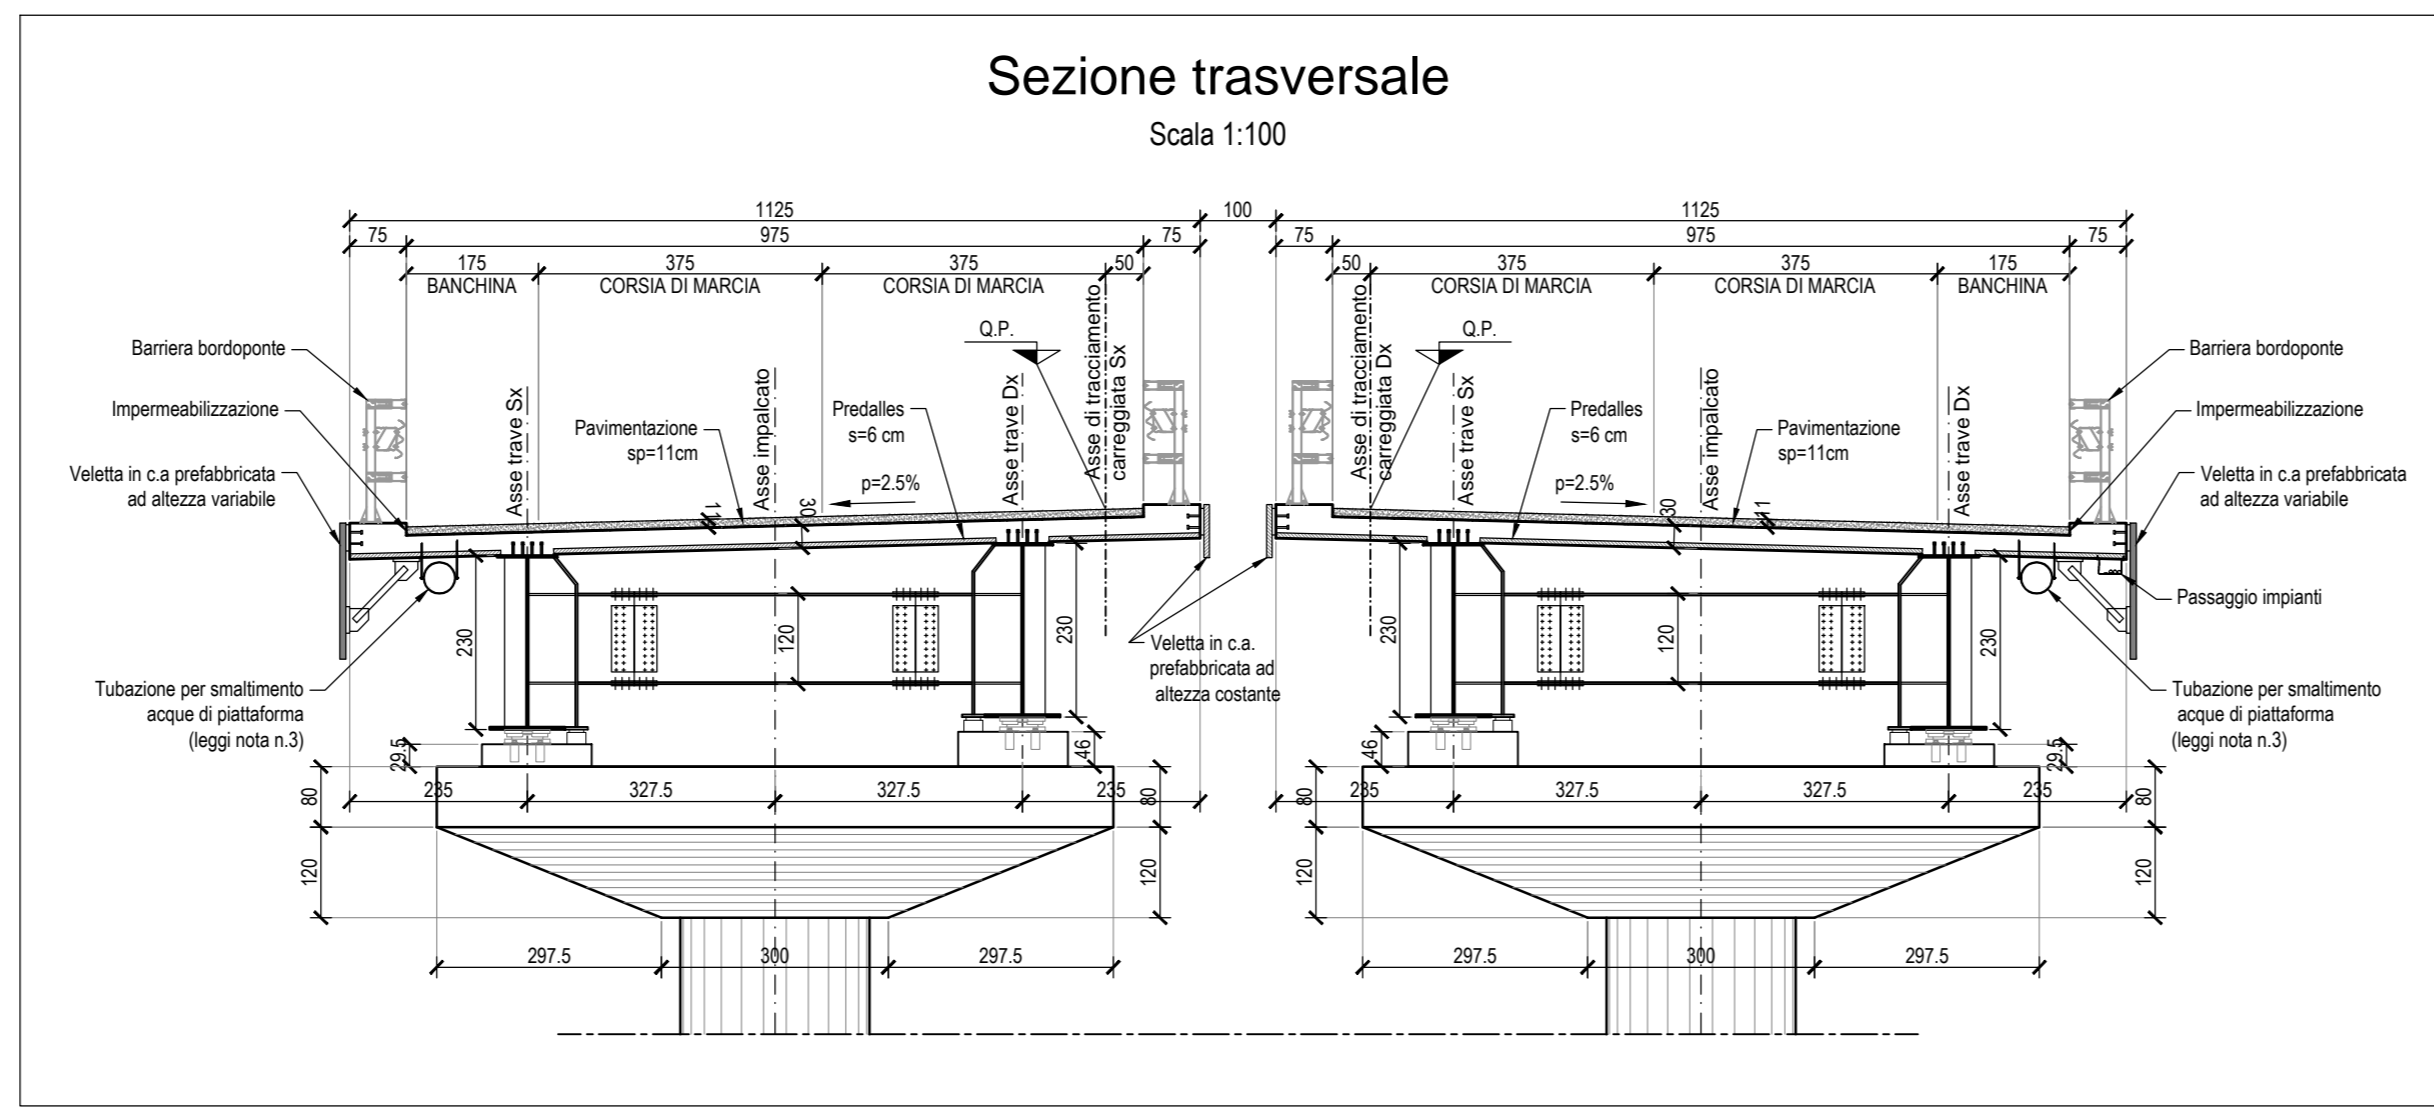 Sezione trasversale
Scala 1:100
1125
100
1125
75
975
75
75
975
75
175
375
375
50
50
375
375
175
BANCHINA
CORSIA DI MARCIA
CORSIA DI MARCIA
CORSIA DI MARCIA
CORSIA DI MARCIA
BANCHINA
Barriera bordoponte
Impermeabilizzazione
Veletta in c.a prefabbricata
ad altezza variabile
Tubazione per smaltimento
acque di piattaforma
(leggi nota n.3)
Asse trave Sx
Pavimentazione
sp=11cm
11
Asse impalcato
30
Predalles
s=6 cm
p=2.5%
Q.P.
Asse trave Dx
Asse di tracciamento
carreggiata Sx
230
120
230
29.5
46
Veletta in c.a.
prefabbricata ad
altezza costante
Asse di tracciamento
carreggiata Dx
Q.P.
Asse trave Sx
Predalles
s=6 cm
p=2.5%
30
Asse impalcato
11
Pavimentazione
sp=11cm
Asse trave Dx
230
120
230
46
29.5
Barriera bordoponte
Impermeabilizzazione
Veletta in c.a prefabbricata
ad altezza variabile
Passaggio impianti
Tubazione per smaltimento
acque di piattaforma
(leggi nota n.3)
80
235
327.5
327.5
235
80
80
235
327.5
327.5
235
80
120
120
120
120
297.5
300
297.5
297.5
300
297.5